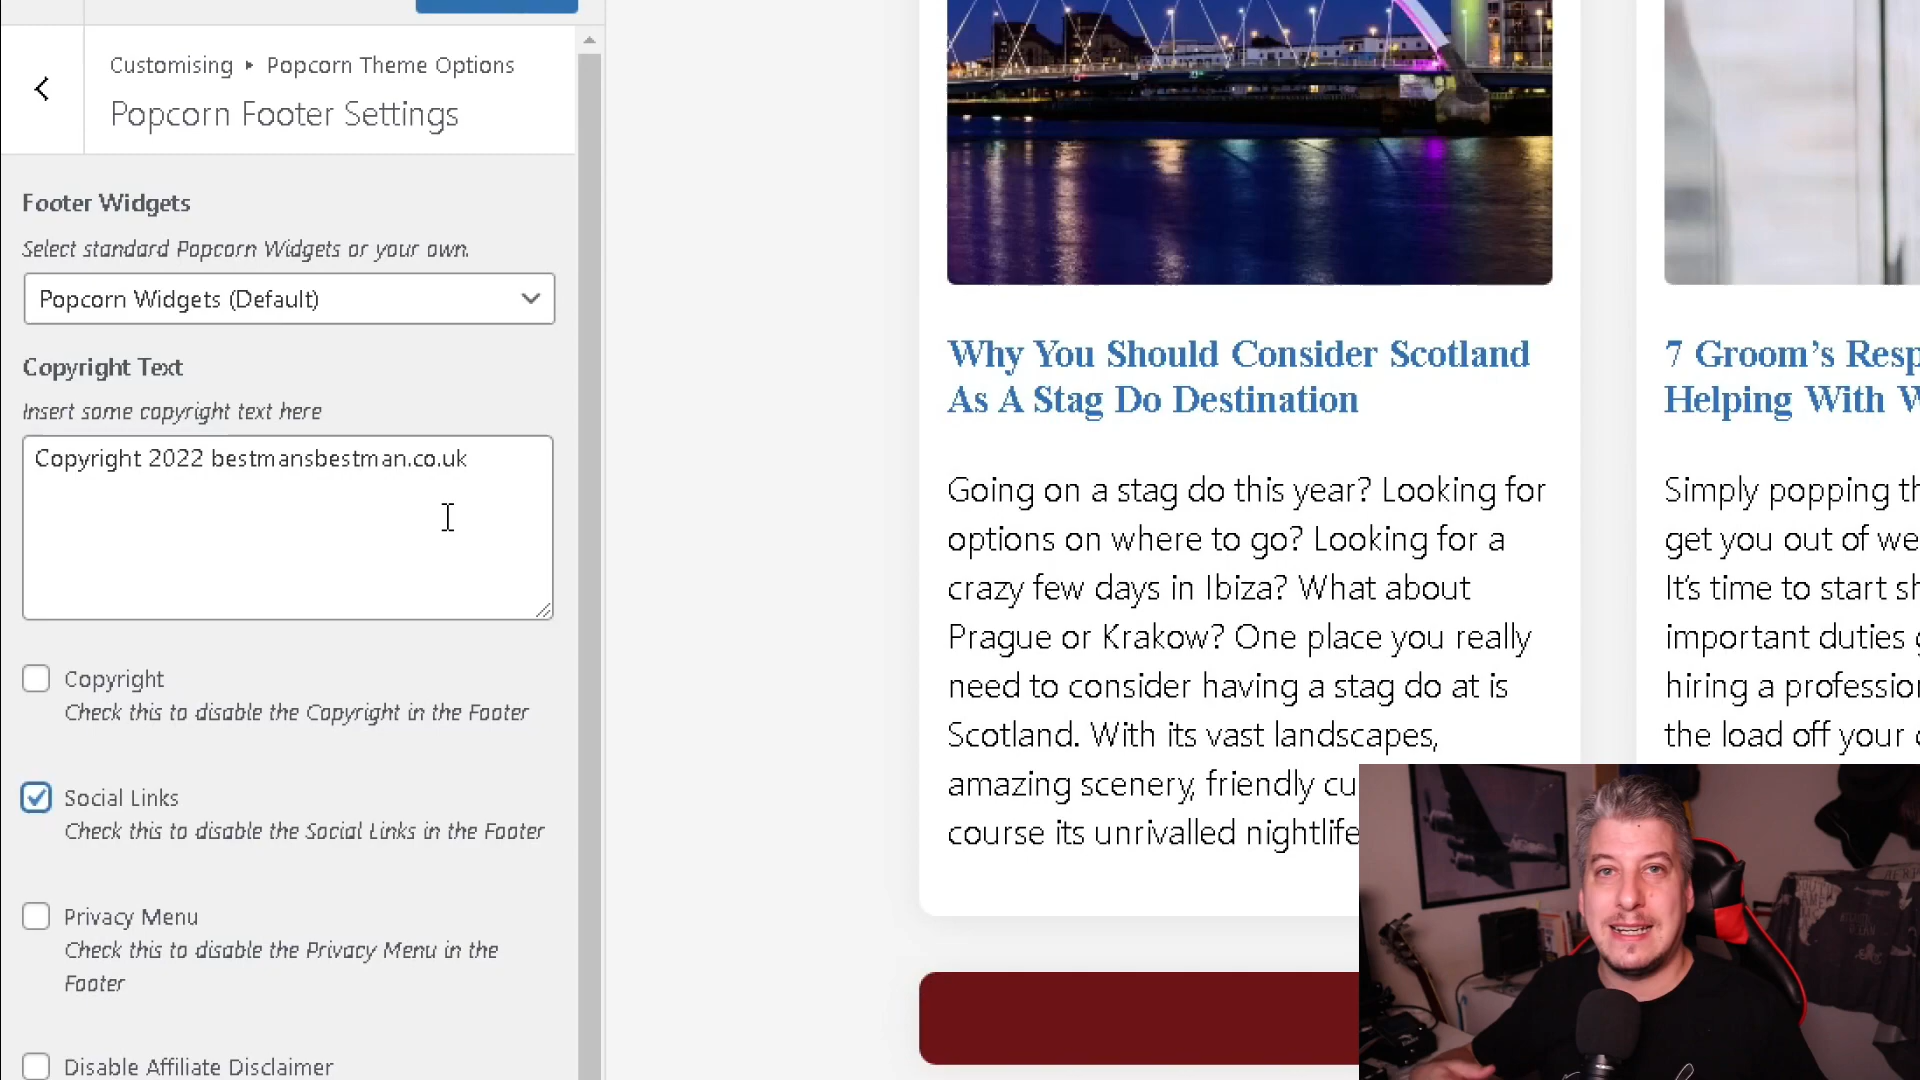 Customising ▸ Popcorn Theme Options
Popcorn Footer Settings
Footer Widgets
Select standard Popcorn Widgets or your own.
Popcorn Widgets (Default)
Copyright Text
Insert some copyright text here
Copyright 2022 bestmansbestman.co.uk
Copyright
Check this to disable the Copyright in the Footer
Social Links
Check this to disable the Social Links in the Footer
Privacy Menu
Check this to disable the Privacy Menu in the
Footer
Disable Affiliate Disclaimer
Why You Should Consider Scotland
As A Stag Do Destination
Going on a stag do this year? Looking for
options on where to go? Looking for a
crazy few days in Ibiza? What about
Prague or Krakow? One place you really
need to consider having a stag do at is
Scotland. With its vast landscapes,
amazing scenery, friendly cu
course its unrivalled nightlife
7 Groom’s Resp
Helping With W
Simply popping th
get you out of we
It’s time to start sh
important duties g
hiring a profession
the load off your